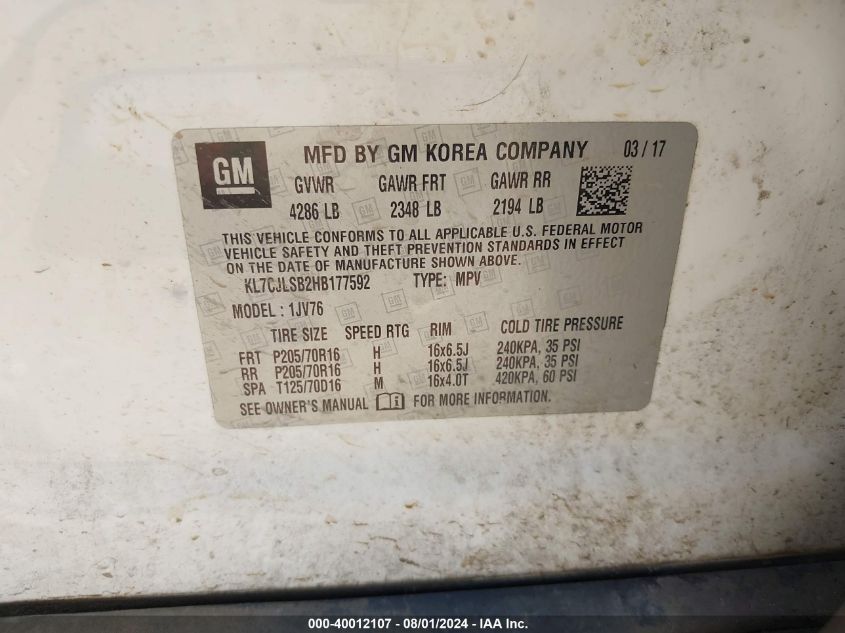 GM MFD BY GM KOREA COMPANY 03/17
GVWR GAWR FRT GAWR RR
4286 LB 2348 LB 2194 LB
THIS VEHICLE CONFORMS TO ALL APPLICABLE U.S. FEDERAL MOTOR
VEHICLE SAFETY AND THEFT PREVENTION STANDARDS IN EFFECT
ON THE DATE OF MANUFACTURE SHOWN ABOVE.
KL7CJLSB2HB177592 TYPE: MPV
MODEL : 1JV76
TIRE SIZE SPEED RTG RIM COLD TIRE PRESSURE
FRT P205/70R16 H 16x6.5J 240KPA, 35 PSI
RR P205/70R16 H 16x6.5J 240KPA, 35 PSI
SPA T125/70D16 M 16x4.0T 420KPA, 60 PSI
SEE OWNER'S MANUAL FOR MORE INFORMATION.
000-40012107 - 08/01/2024 - IAA Inc.